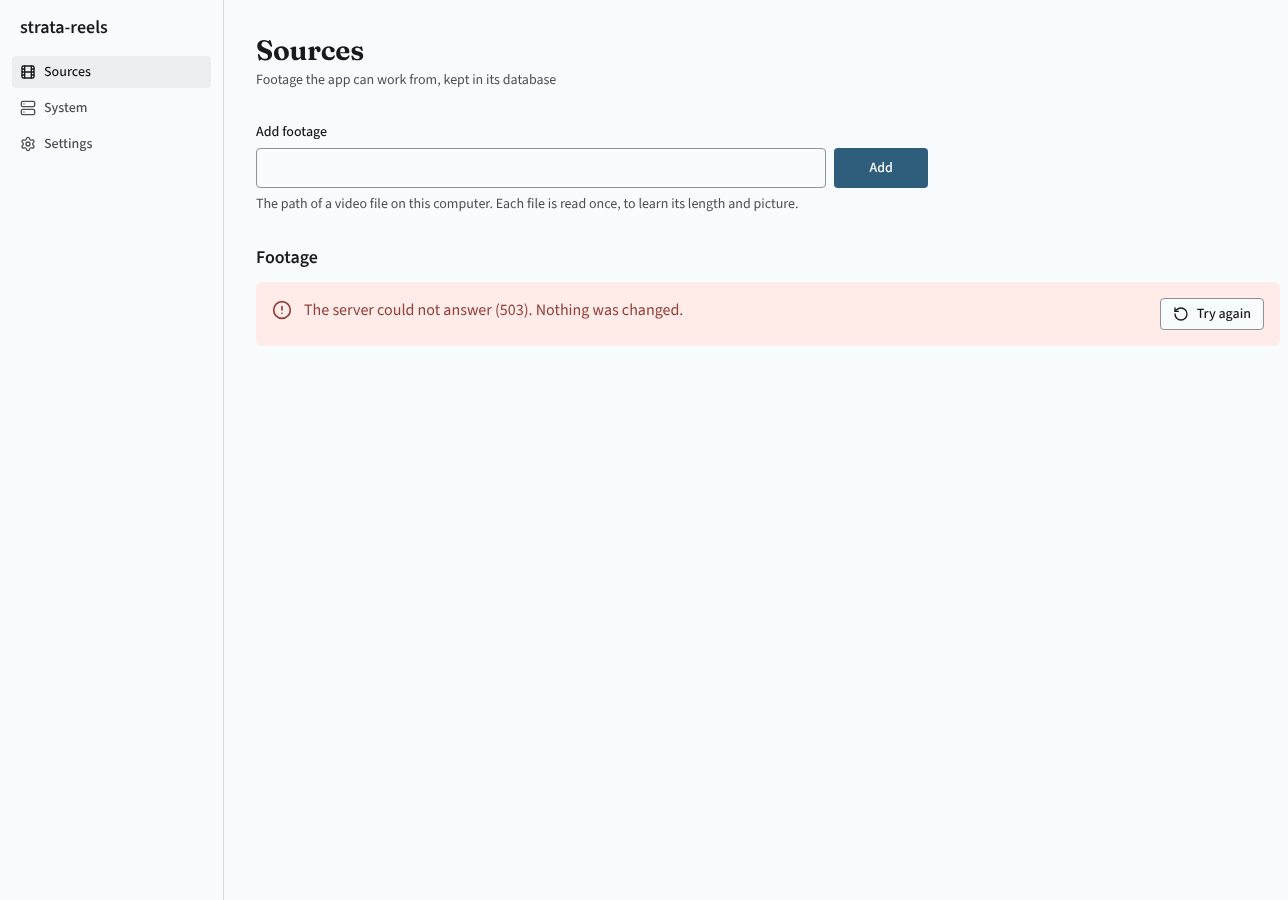 strata-reels
Sources
System
Settings
Sources
Footage the app can work from, kept in its database
Add footage
Add
The path of a video file on this computer. Each file is read once, to learn its length and picture.
Footage
The server could not answer (503). Nothing was changed.
Try again